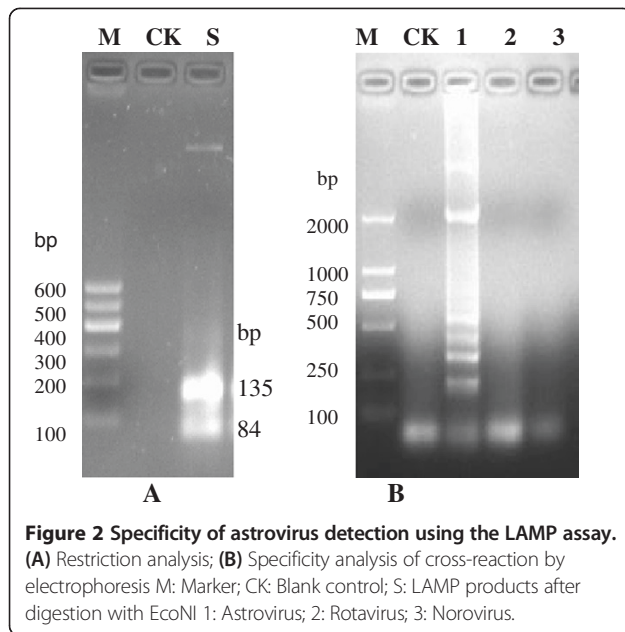 M CK S
bp
600
500
400
300
200
100
bp
135
84
A
M CK 1 2 3
bp
2000
1000
750
500
250
100
B
Figure 2 Specificity of astrovirus detection using the LAMP assay.
(A) Restriction analysis; (B) Specificity analysis of cross-reaction by
electrophoresis M: Marker; CK: Blank control; S: LAMP products after
digestion with EcoNI 1: Astrovirus; 2: Rotavirus; 3: Norovirus.